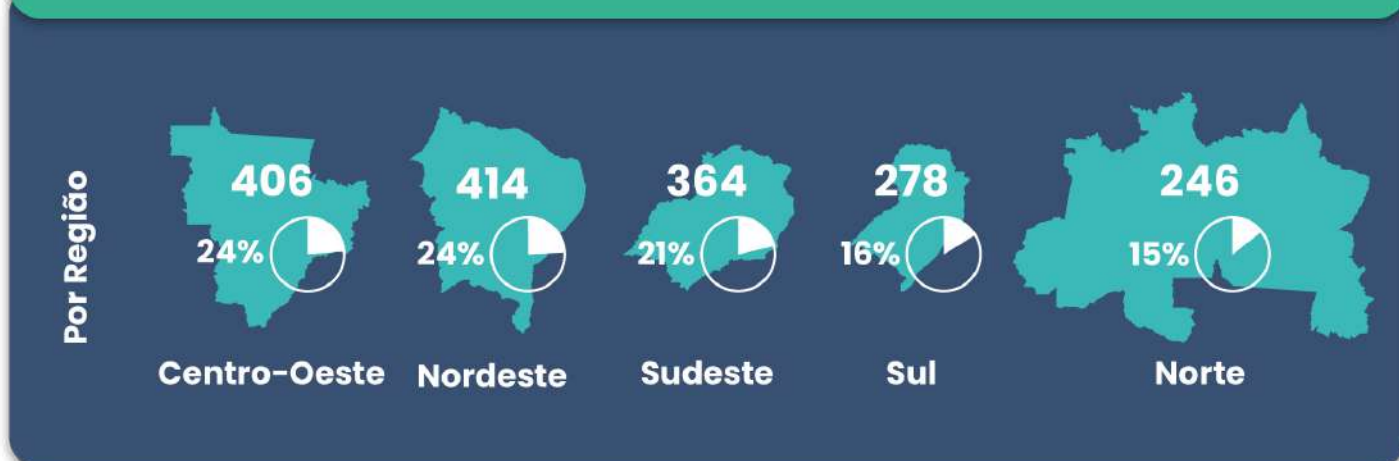 Por Região
406
24%
Centro-Oeste
414
24%
Nordeste
364
21%
Sudeste
278
16%
Sul
246
15%
Norte